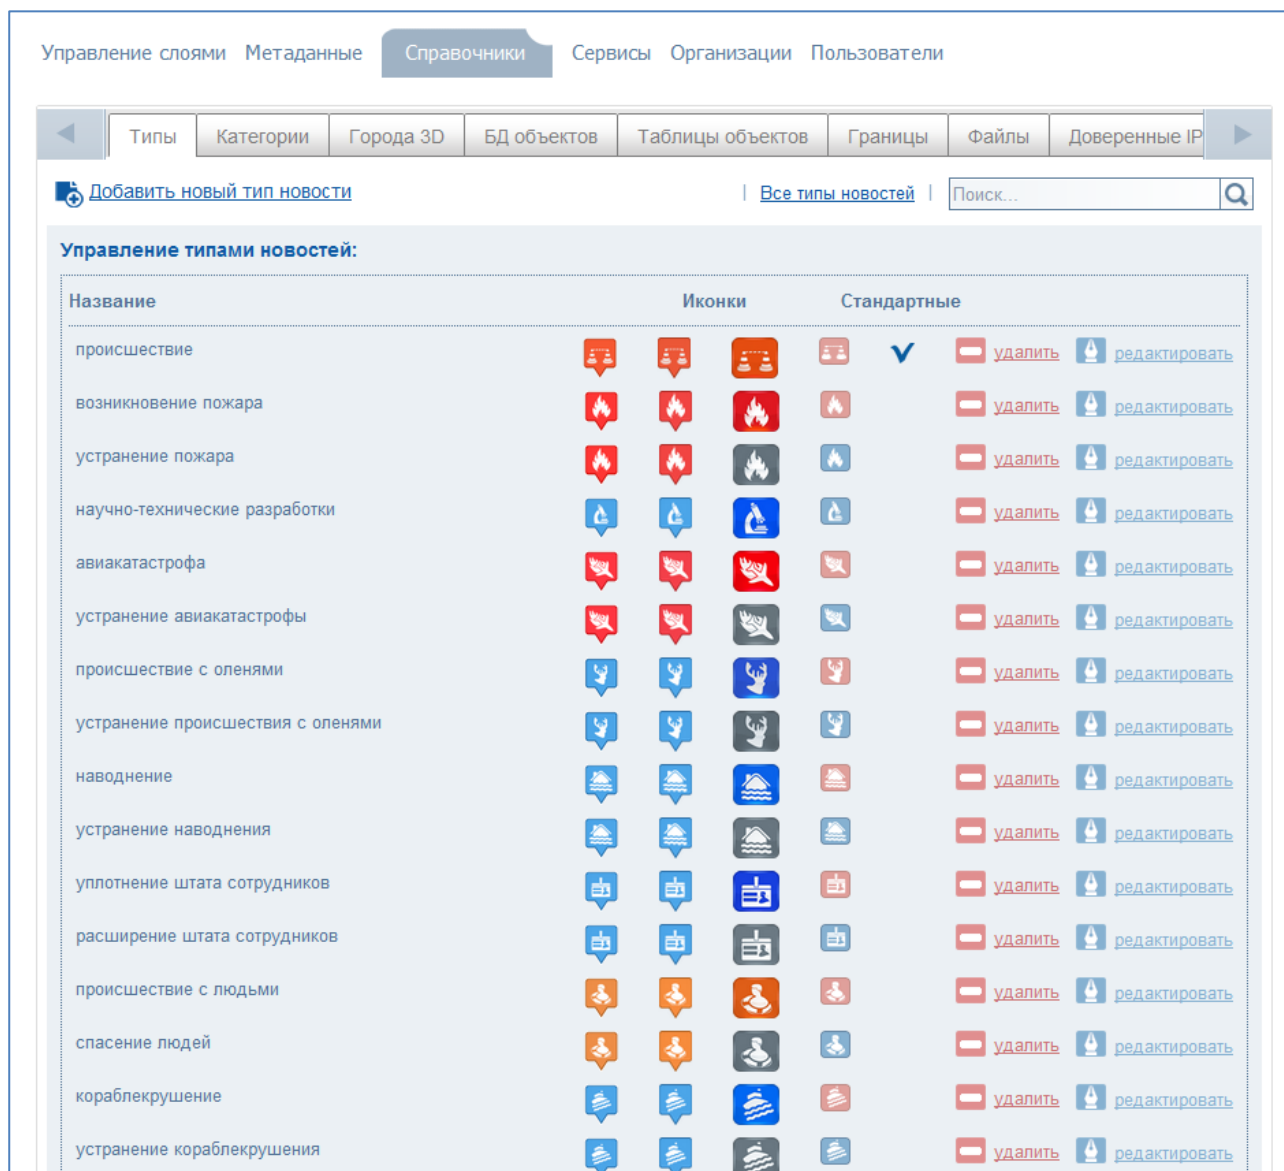 Управление слоями Метаданные Справочники Сервисы Организации Пользователи
Типы Категории Города 3D БД объектов Таблицы объектов Границы Файлы Доверенные IP
Добавить новый тип новости | Все типы новостей | Поиск...
Управление типами новостей:
Название Иконки Стандартные
происшествие удалить редактировать
возникновение пожара удалить редактировать
устранение пожара удалить редактировать
научно-технические разработки удалить редактировать
авиакатастрофа удалить редактировать
устранение авиакатастрофы удалить редактировать
происшествие с оленями удалить редактировать
устранение происшествия с оленями удалить редактировать
наводнение удалить редактировать
устранение наводнения удалить редактировать
уплотнение штата сотрудников удалить редактировать
расширение штата сотрудников удалить редактировать
происшествие с людьми удалить редактировать
спасение людей удалить редактировать
кораблекрушение удалить редактировать
устранение кораблекрушения удалить редактировать